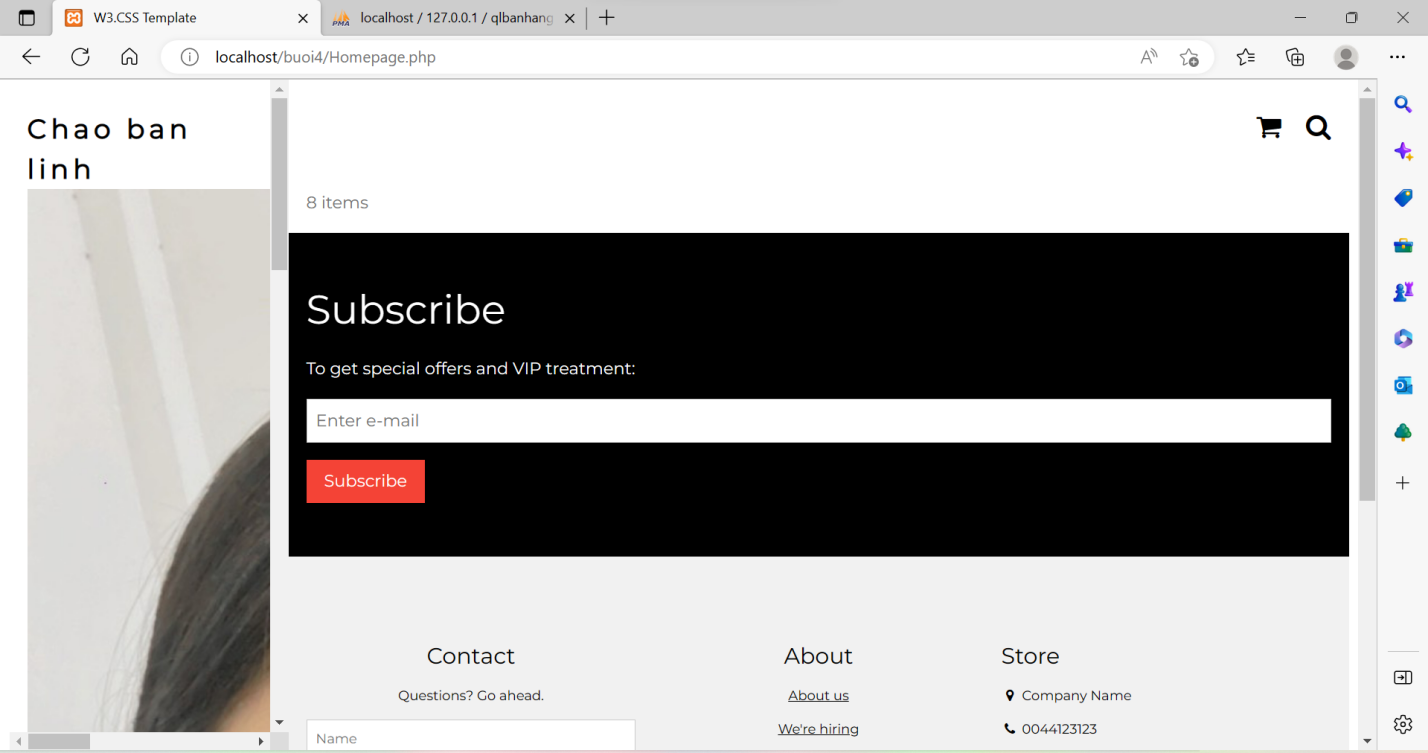 W3.CSS Template
PMA
localhost / 127.0.0.1 / qlbanhang
localhost/buoi4/Homepage.php
Chao ban
linh
8 items
Subscribe
To get special offers and VIP treatment:
Enter e-mail
Subscribe
Contact
About
Store
Questions? Go ahead.
About us
Company Name
Name
We're hiring
0044123123